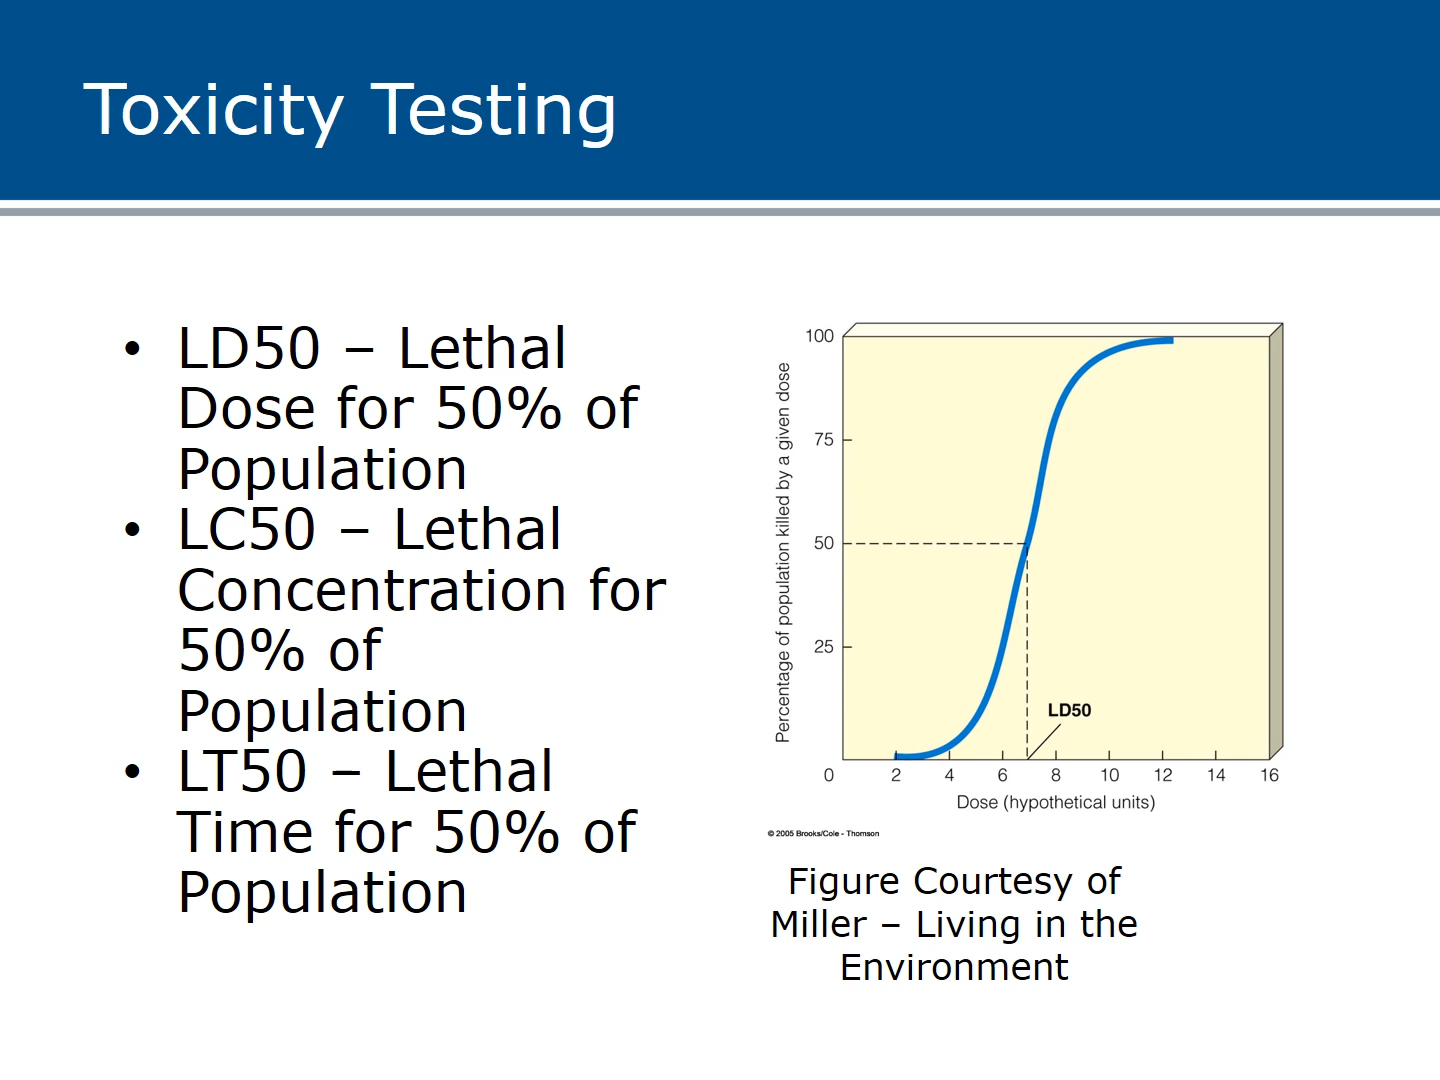 Toxicity Testing
• LD50 – Lethal
Dose for 50% of
Population
• LC50 – Lethal
Concentration for
50% of
Population
• LT50 – Lethal
Time for 50% of
Population
Percentage of population killed by a given dose
100
75
50
25
LD50
0 2 4 6 8 10 12 14 16
Dose (hypothetical units)
© 2005 Brooks/Cole - Thomson
Figure Courtesy of
Miller – Living in the
Environment